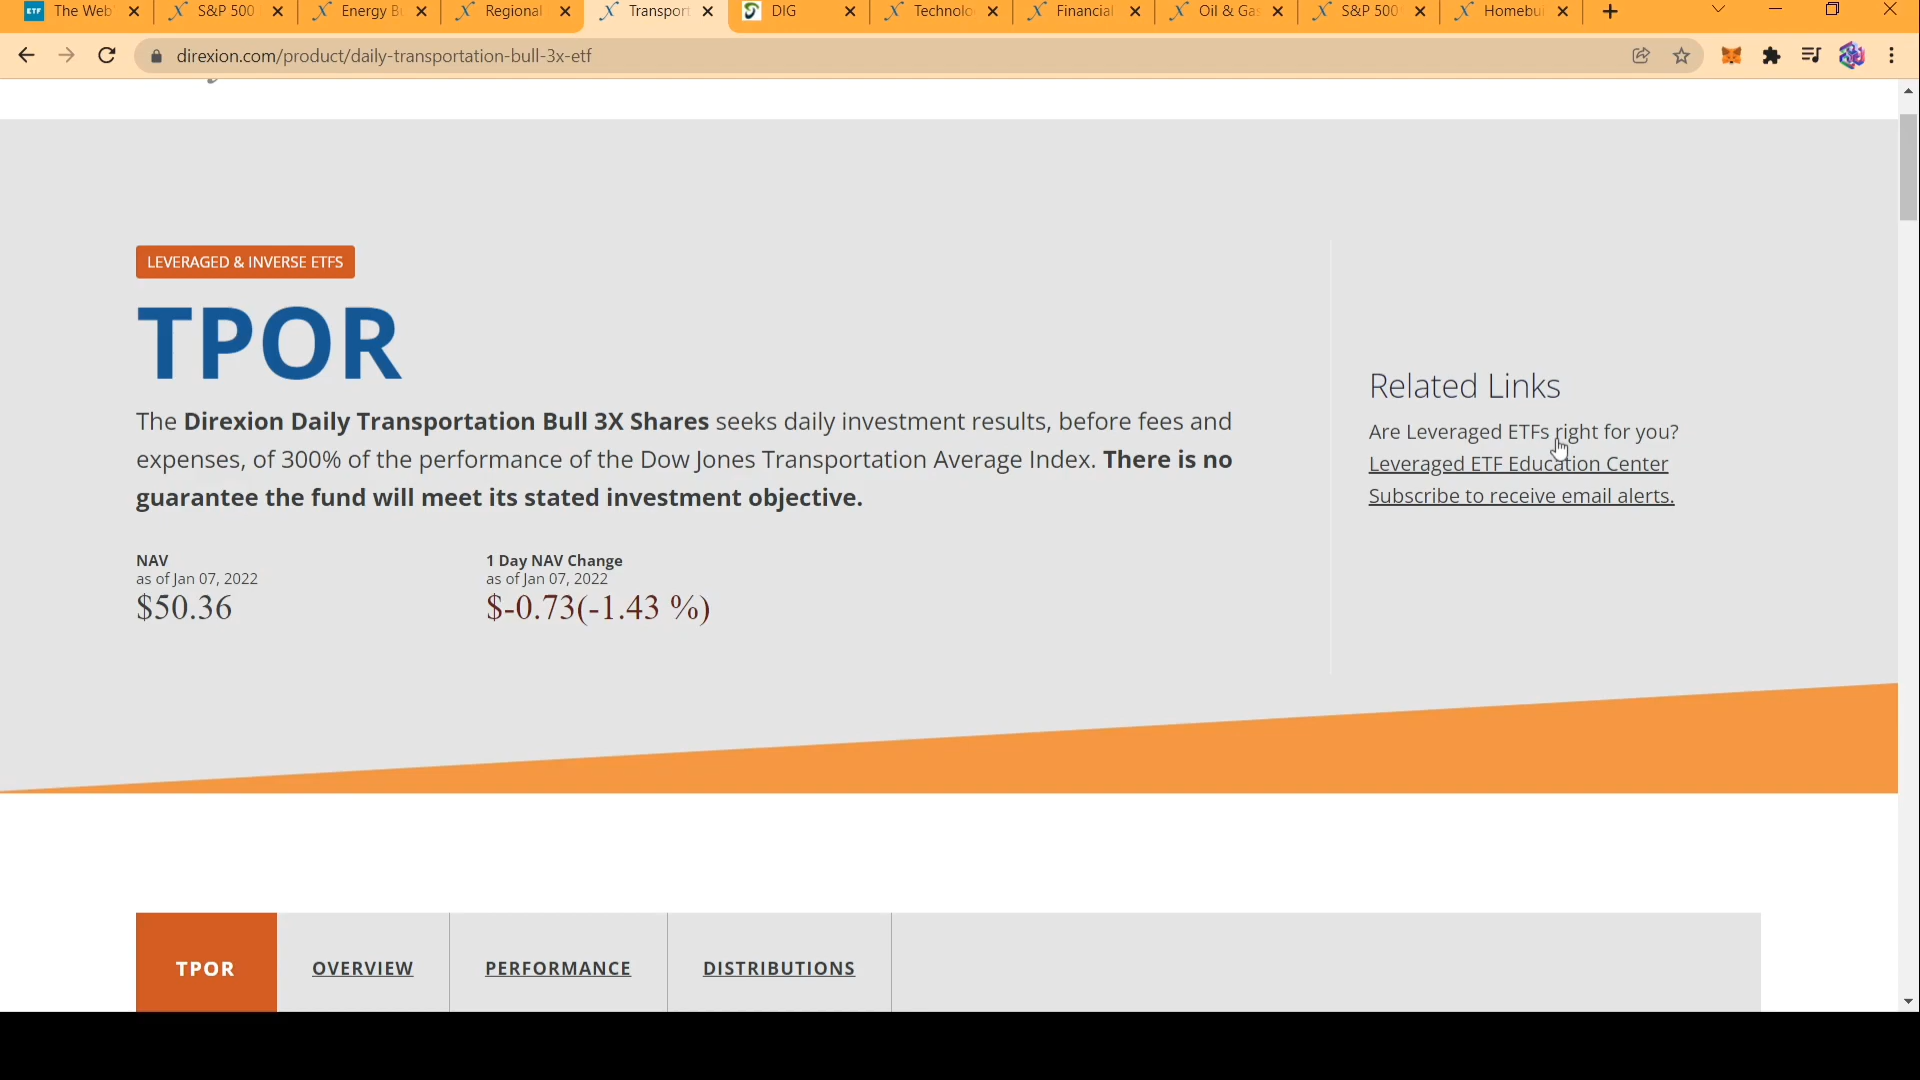 The Web
S&P 500
Energy B
Regional
Transport
DIG
Technolo
Financial
Oil & Gas
S&P 500
Homebui
direxion.com/product/daily-transportation-bull-3x-etf
LEVERAGED & INVERSE ETFS
TPOR
The Direxion Daily Transportation Bull 3X Shares seeks daily investment results, before fees and
expenses, of 300% of the performance of the Dow Jones Transportation Average Index. There is no
guarantee the fund will meet its stated investment objective.
NAV
as of Jan 07, 2022
$50.36
1 Day NAV Change
as of Jan 07, 2022
$-0.73(-1.43 %)
Related Links
Are Leveraged ETFs right for you?
Leveraged ETF Education Center
Subscribe to receive email alerts.
TPOR
OVERVIEW
PERFORMANCE
DISTRIBUTIONS